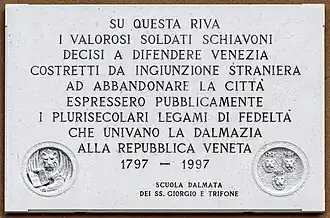 SU QUESTA RIVA
I VALOROSI SOLDATI SCHIAVONI
DECISI A DIFENDERE VENEZIA
COSTRETTI DA INGIUNZIONE STRANIERA
AD ABBANDONARE LA CITTÀ
ESPRESSERO PUBBLICAMENTE
I PLURISECOLARI LEGAMI DI FEDELTÀ
CHE UNIVANO LA DALMAZIA
ALLA REPUBBLICA VENETA
1797 — 1997
SCUOLA DALMATA
DEI SS. GIORGIO E TRIFONE